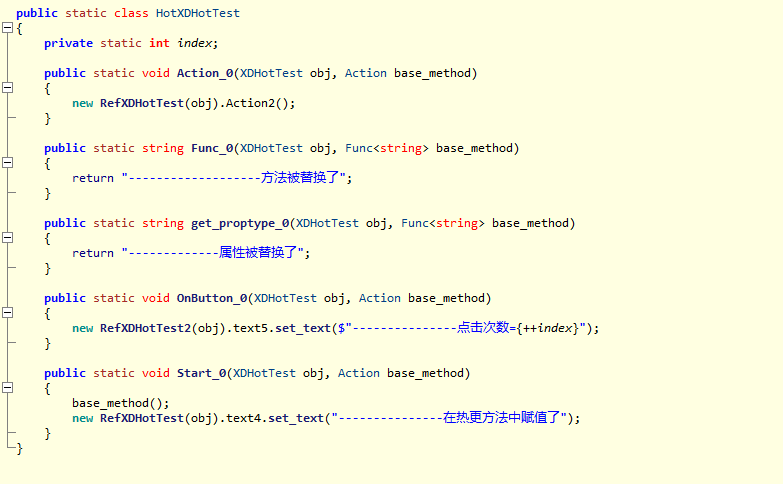 public static class HotXDHotTest
{
    private static int index;
    public static void Action_0(XDHotTest obj, Action base_method)
    {
        new RefXDHotTest(obj).Action2();
    }
    public static string Func_0(XDHotTest obj, Func<string> base_method)
    {
        return "-------------------方法被替换了";
    }
    public static string get_proptype_0(XDHotTest obj, Func<string> base_method)
    {
        return "-------------属性被替换了";
    }
    public static void OnButton_0(XDHotTest obj, Action base_method)
    {
        new RefXDHotTest2(obj).text5.set_text($"---------------点击次数={++index}");
    }
    public static void Start_0(XDHotTest obj, Action base_method)
    {
        base_method();
        new RefXDHotTest(obj).text4.set_text("---------------在热更方法中赋值了");
    }
}